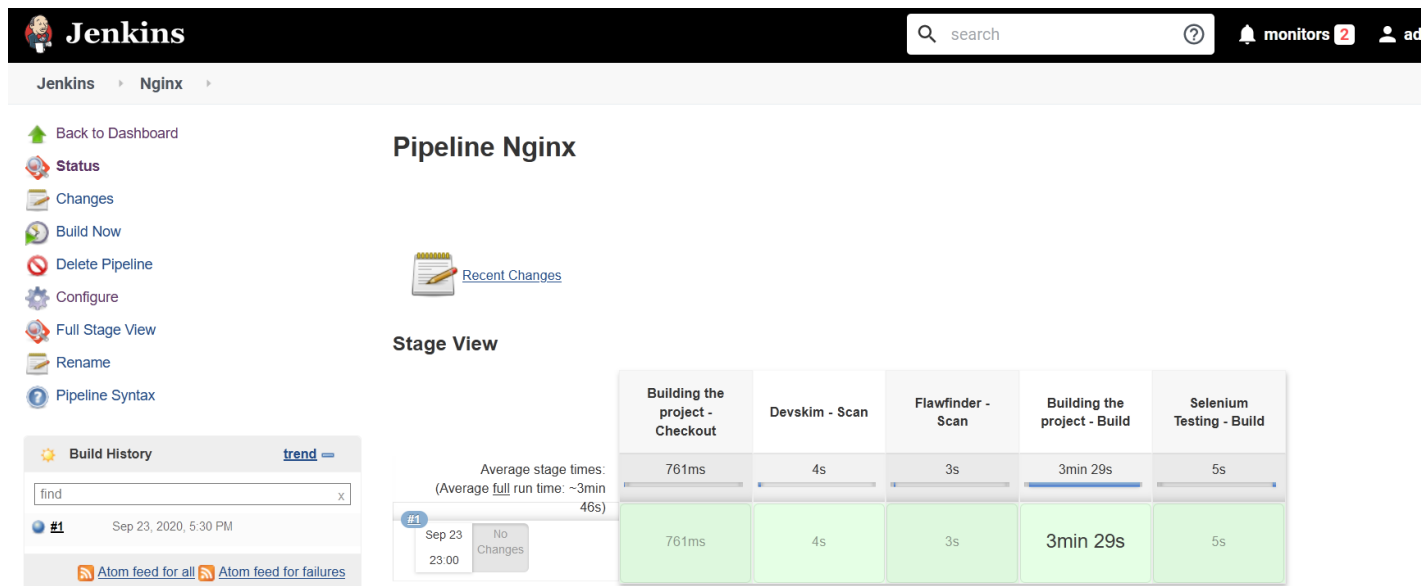 Jenkins
search
monitors 2
ad
Jenkins
Nginx
Back to Dashboard
Status
Changes
Build Now
Delete Pipeline
Configure
Full Stage View
Rename
Pipeline Syntax
Build History
trend
find
x
#1
Sep 23, 2020, 5:30 PM
Atom feed for all
Atom feed for failures
Pipeline Nginx
Recent Changes
Stage View
Building the
project -
Checkout
Devskim - Scan
Flawfinder -
Scan
Building the
project - Build
Selenium
Testing - Build
Average stage times:
(Average full run time: ~3min
46s)
761ms
4s
3s
3min 29s
5s
#1
Sep 23
23:00
No
Changes
761ms
4s
3s
3min 29s
5s